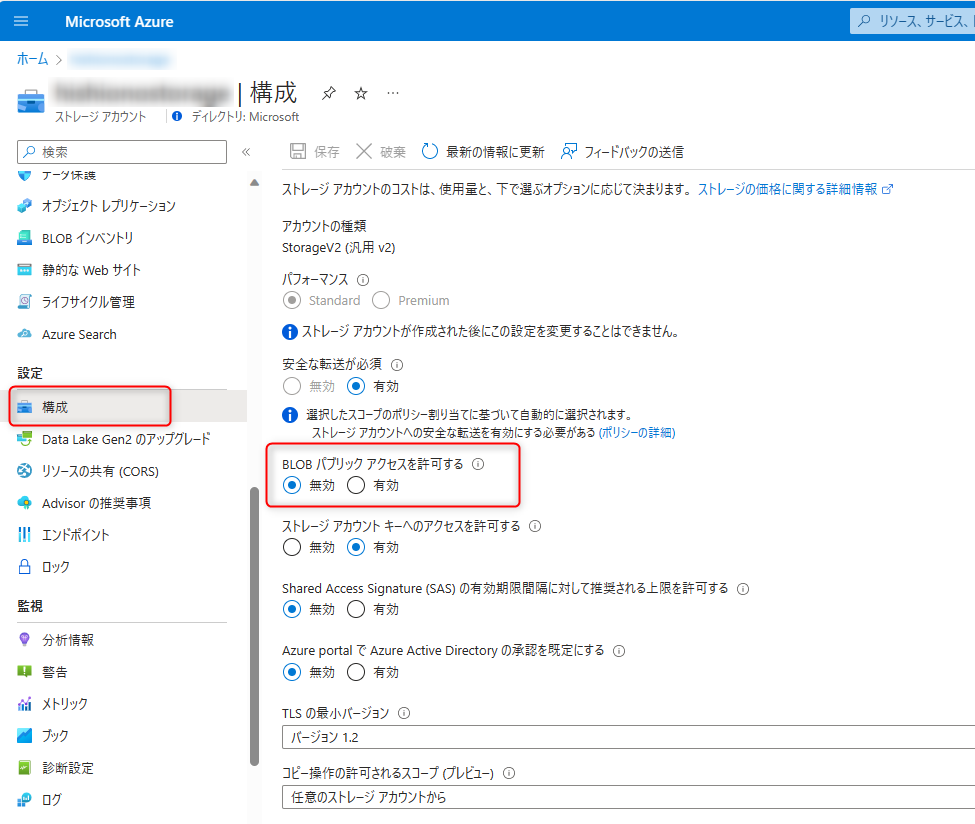 Microsoft Azure
リソース、サービス、
ホーム >
| 構成
ストレージ アカウント
ディレクトリ: Microsoft
検索
«
保存
破棄
最新の情報に更新
フィードバックの送信
データ保護
オブジェクト レプリケーション
BLOB インベントリ
静的な Web サイト
ライフサイクル管理
Azure Search
設定
構成
Data Lake Gen2 のアップグレード
リソースの共有 (CORS)
Advisor の推奨事項
エンドポイント
ロック
監視
分析情報
警告
メトリック
ブック
診断設定
ログ
ストレージ アカウントのコストは、使用量と、下で選ぶオプションに応じて決まります。 ストレージの価格に関する詳細情報
アカウントの種類
StorageV2 (汎用 v2)
パフォーマンス
Standard Premium
ストレージ アカウントが作成された後にこの設定を変更することはできません。
安全な転送が必須
無効 有効
選択したスコープのポリシー割り当てに基づいて自動的に選択されます。
ストレージ アカウントへの安全な転送を有効にする必要がある (ポリシーの詳細)
BLOB パブリック アクセスを許可する
無効 有効
ストレージ アカウント キーへのアクセスを許可する
無効 有効
Shared Access Signature (SAS) の有効期限間隔に対して推奨される上限を許可する
無効 有効
Azure portal で Azure Active Directory の承認を既定にする
無効 有効
TLS の最小バージョン
バージョン 1.2
コピー操作の許可されるスコープ (プレビュー)
任意のストレージ アカウントから